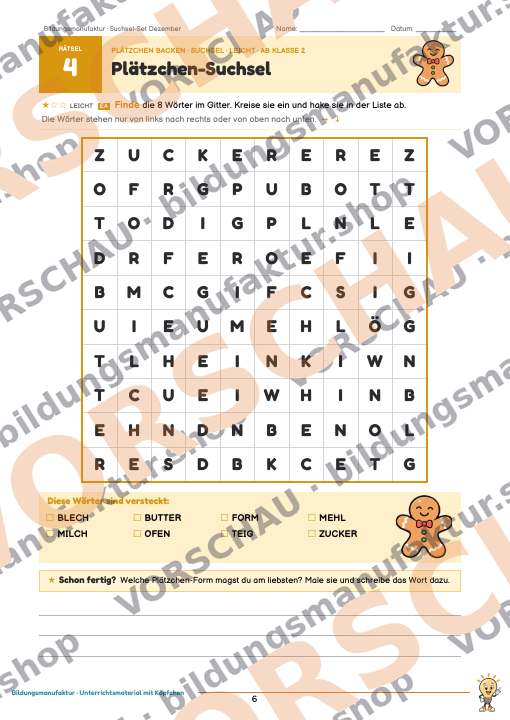 Bildungsmanufaktur · Suchsel-Set Dezember Name: Datum:
RÄTSEL
4
PLÄTZCHEN BACKEN · SUCHSEL · LEICHT · AB KLASSE 2
Plätzchen-Suchsel
★☆☆ LEICHT EA Finde die 8 Wörter im Gitter. Kreise sie ein und hake sie in der Liste ab.
Die Wörter stehen nur von links nach rechts oder von oben nach unten. → ↓
Z U C K E R E R E Z
O F R G P U B O T T
T O D I G P L N L E
D R F E R O E F I I
B M C G I F C S I G
U I E U M E H L Ö G
T L H E I N K I W N
T C U E I W H I N B
E H N D N B E N O L
R E S D B K C E T G
Diese Wörter sind versteckt:
☐ BLECH ☐ BUTTER ☐ FORM ☐ MEHL
☐ MILCH ☐ OFEN ☐ TEIG ☐ ZUCKER
★ Schon fertig? Welche Plätzchen-Form magst du am liebsten? Male sie und schreibe das Wort dazu.
Bildungsmanufaktur · Unterrichtsmaterial mit Köpfchen
6
VORSCHAU · bildungsmanufaktur.shop